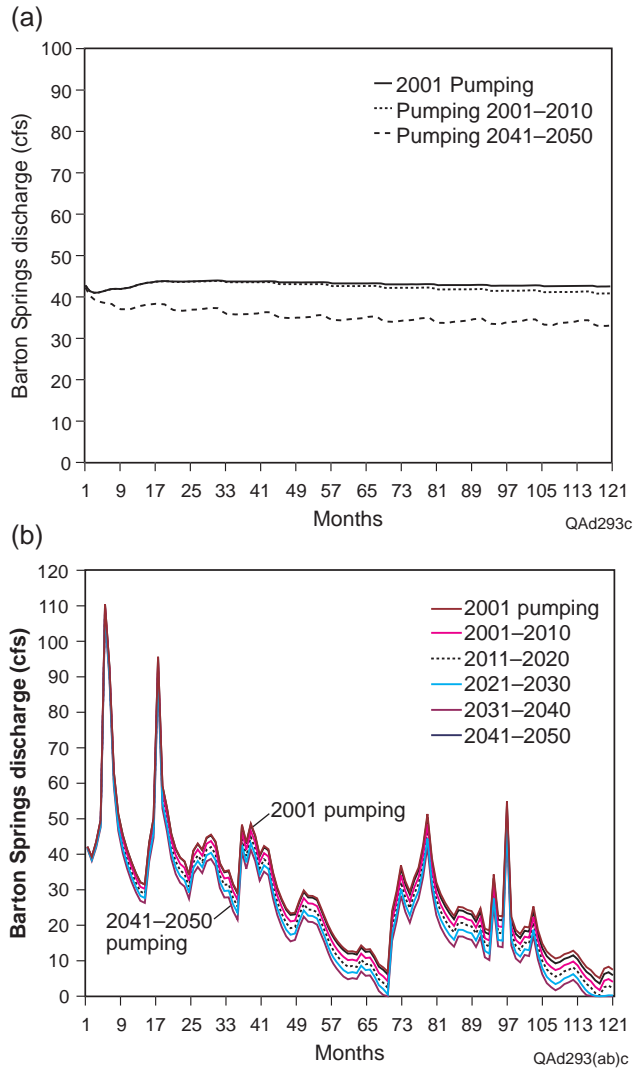 (a)
100
90
80
70
60
50
40
30
20
10
0
Barton Springs discharge (cfs)
2001 Pumping
Pumping 2001–2010
Pumping 2041–2050
1 9 17 25 33 41 49 57 65 73 81 89 97 105 113 121
Months
QAd293c
(b)
120
110
100
90
80
70
60
50
40
30
20
10
0
Barton Springs discharge (cfs)
2001 pumping
2001–2010
2011–2020
2021–2030
2031–2040
2041–2050
2001 pumping
2041–2050
pumping
1 9 17 25 33 41 49 57 65 73 81 89 97 105 113 121
Months
QAd293(ab)c